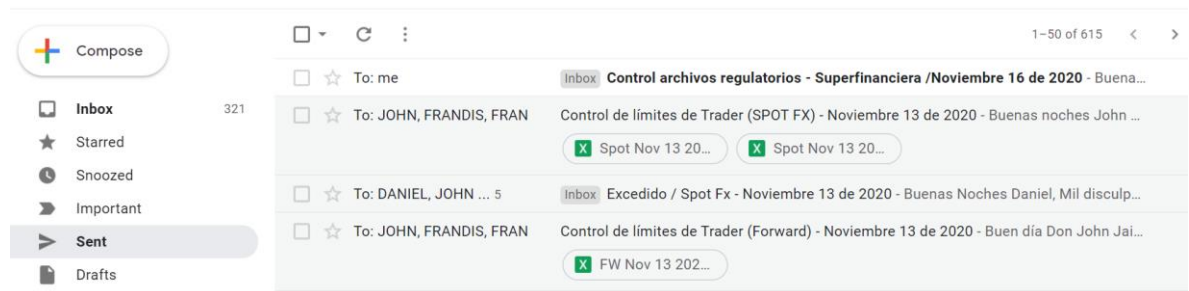 Compose
Inbox 321
Starred
Snoozed
Important
Sent
Drafts
1–50 of 615
To: me Inbox Control archivos regulatorios - Superfinanciera /Noviembre 16 de 2020 - Buena...
To: JOHN, FRANDIS, FRAN Control de límites de Trader (SPOT FX) - Noviembre 13 de 2020 - Buenas noches John ...
X Spot Nov 13 20... X Spot Nov 13 20...
To: DANIEL, JOHN ... 5 Inbox Excedido / Spot Fx - Noviembre 13 de 2020 - Buenas Noches Daniel, Mil disculp...
To: JOHN, FRANDIS, FRAN Control de límites de Trader (Forward) - Noviembre 13 de 2020 - Buen día Don John Jai...
X FW Nov 13 202...